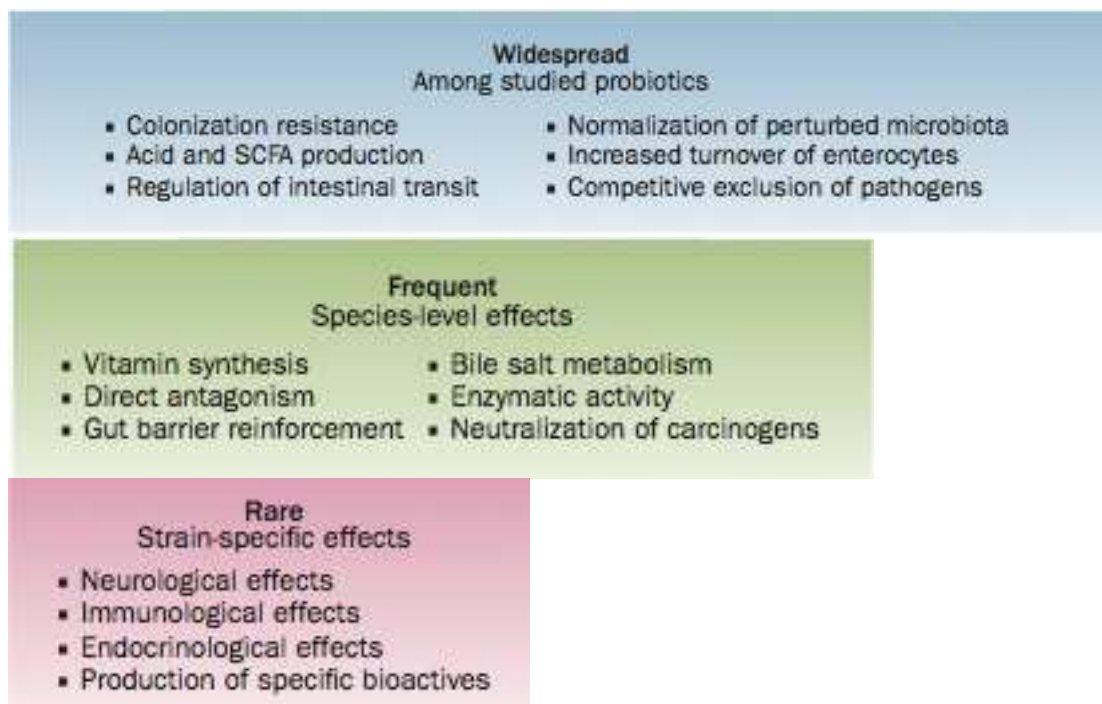 Widespread
Among studied probiotics
▪ Colonization resistance
▪ Acid and SCFA production
▪ Regulation of intestinal transit
▪ Normalization of perturbed microbiota
▪ Increased turnover of enterocytes
▪ Competitive exclusion of pathogens
Frequent
Species-level effects
▪ Vitamin synthesis
▪ Direct antagonism
▪ Gut barrier reinforcement
▪ Bile salt metabolism
▪ Enzymatic activity
▪ Neutralization of carcinogens
Rare
Strain-specific effects
▪ Neurological effects
▪ Immunological effects
▪ Endocrinological effects
▪ Production of specific bioactives